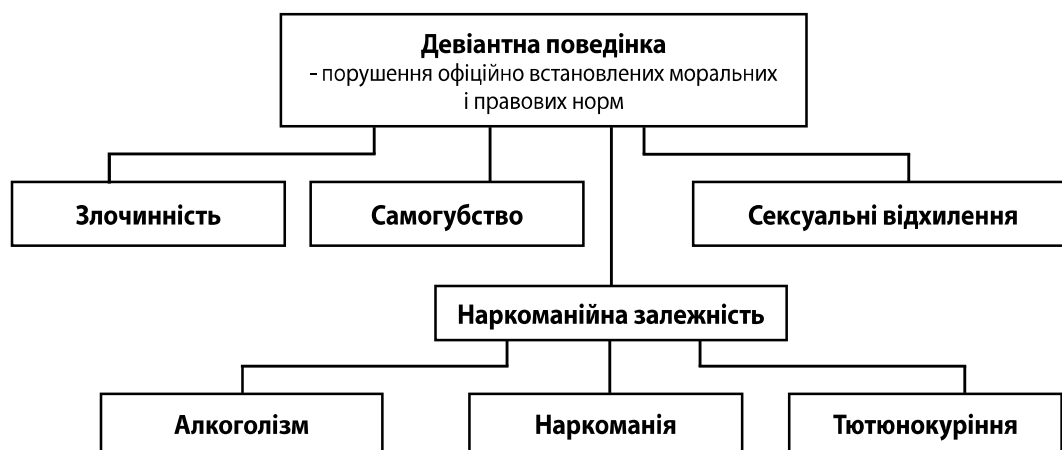 Девіантна поведінка
- порушення офіційно встановлених моральних
і правових норм
Злочинність
Самогубство
Сексуальні відхилення
Наркоманійна залежність
Алкоголізм
Наркоманія
Тютюнокуріння